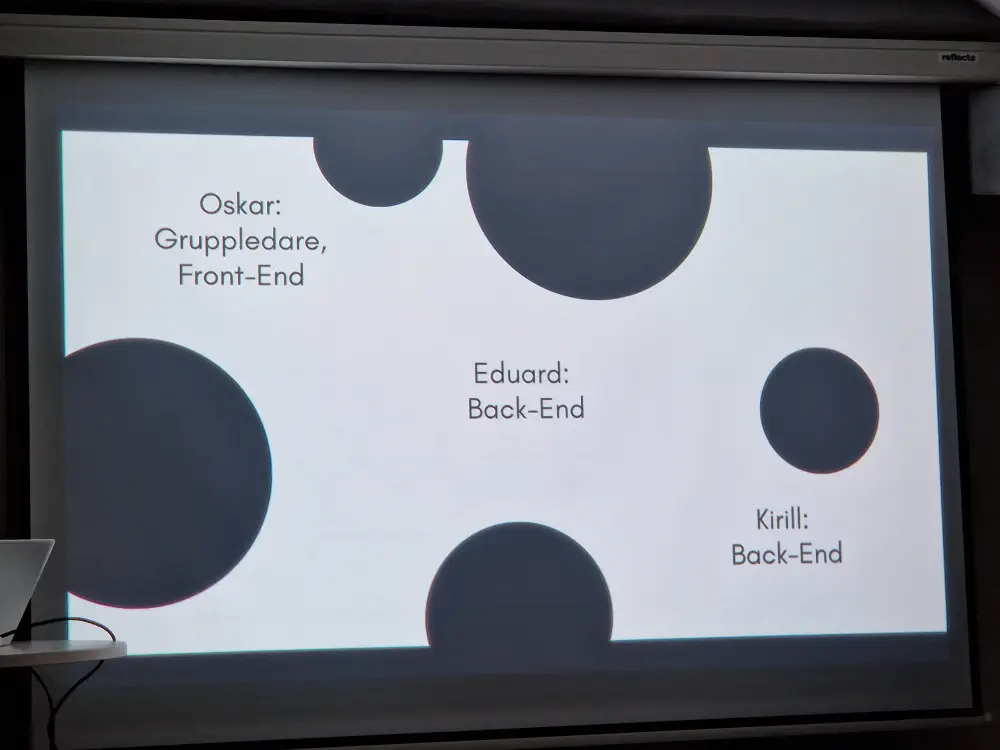 reflecta
Oskar:
Gruppledare,
Front-End
Eduard:
Back-End
Kirill:
Back-End